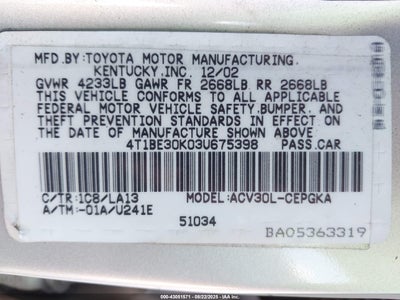 MFD.BY:TOYOTA MOTOR MANUFACTURING,
KENTUCKY,INC. 12/02
GVWR 4233LB GAWR FR 2668LB RR 2668LB
THIS VEHICLE CONFORMS TO ALL APPLICABLE
FEDERAL MOTOR VEHICLE SAFETY,BUMPER, AND
THEFT PREVENTION STANDARDS IN EFFECT ON
THE DATE OF MANUFACTURE SHOWN ABOVE.
4T1BE30K03U675398 PASS.CAR
C/TR:1C8/LA13 MODEL:ACV30L-CEPGKA
A/TM:-01A/U241E
51034
BA05363319
000-43051571 - 08/23/2025 - IAAI.COM